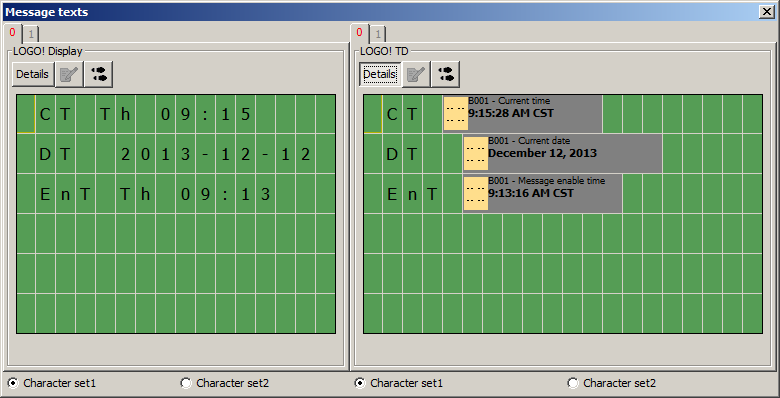 Message texts
0 1
LOGO! Display
Details
CT Th 09:15
DT 2013-12-12
EnT Th 09:13
Character set1 Character set2
0 1
LOGO! TD
Details
CT B001 - Current time
9:15:28 AM CST
DT B001 - Current date
December 12, 2013
EnT B001 - Message enable time
9:13:16 AM CST
Character set1 Character set2